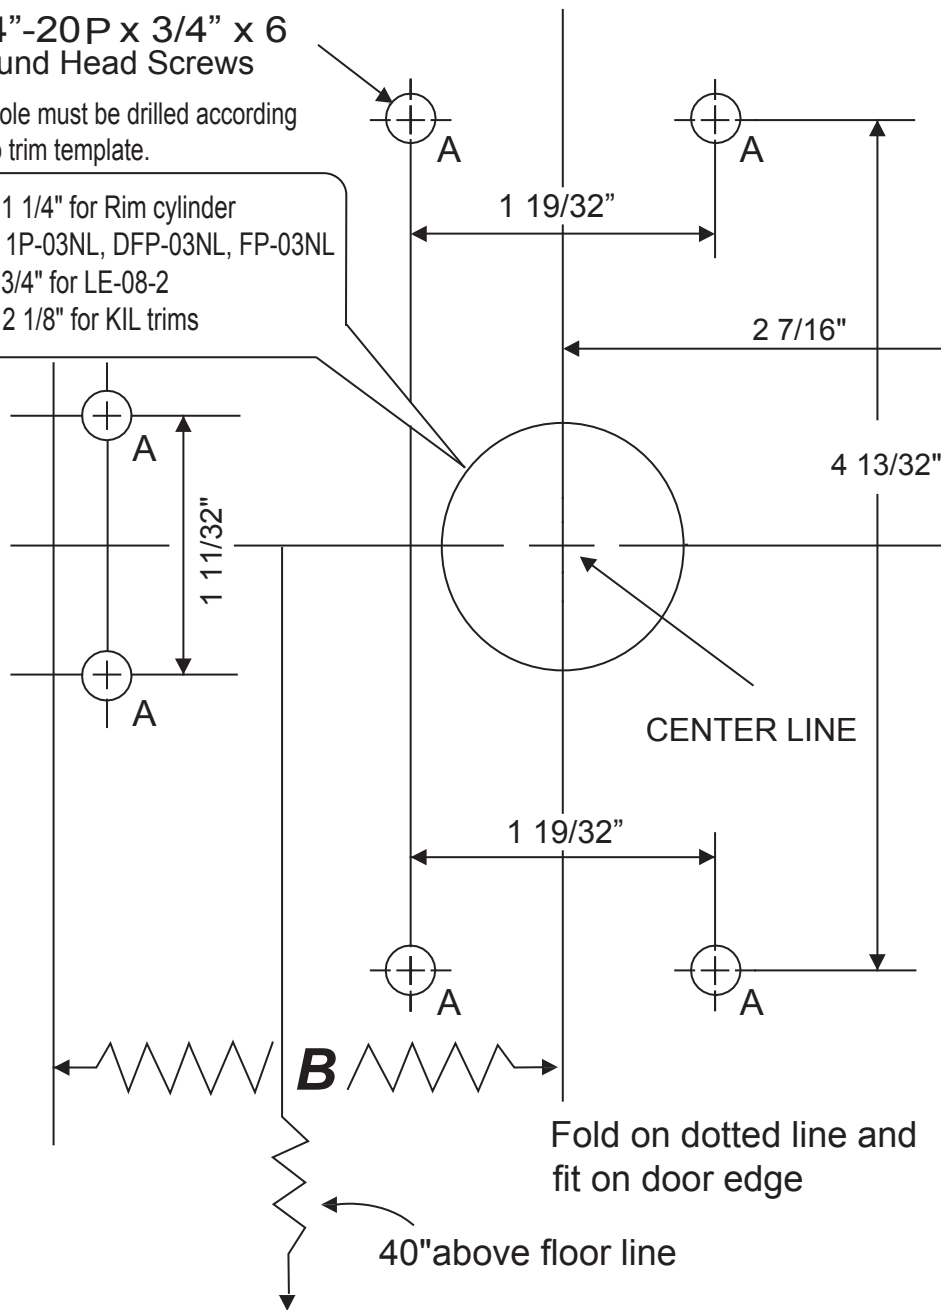 4”-20P x 3/4” x 6
und Head Screws
ole must be drilled according
o trim template.
1 1/4" for Rim cylinder
1P-03NL, DFP-03NL, FP-03NL
3/4" for LE-08-2
2 1/8" for KIL trims
A
A
1 19/32”
2 7/16"
4 13/32"
A
1 11/32"
A
CENTER LINE
1 19/32”
A
A
B
Fold on dotted line and
fit on door edge
40"above floor line